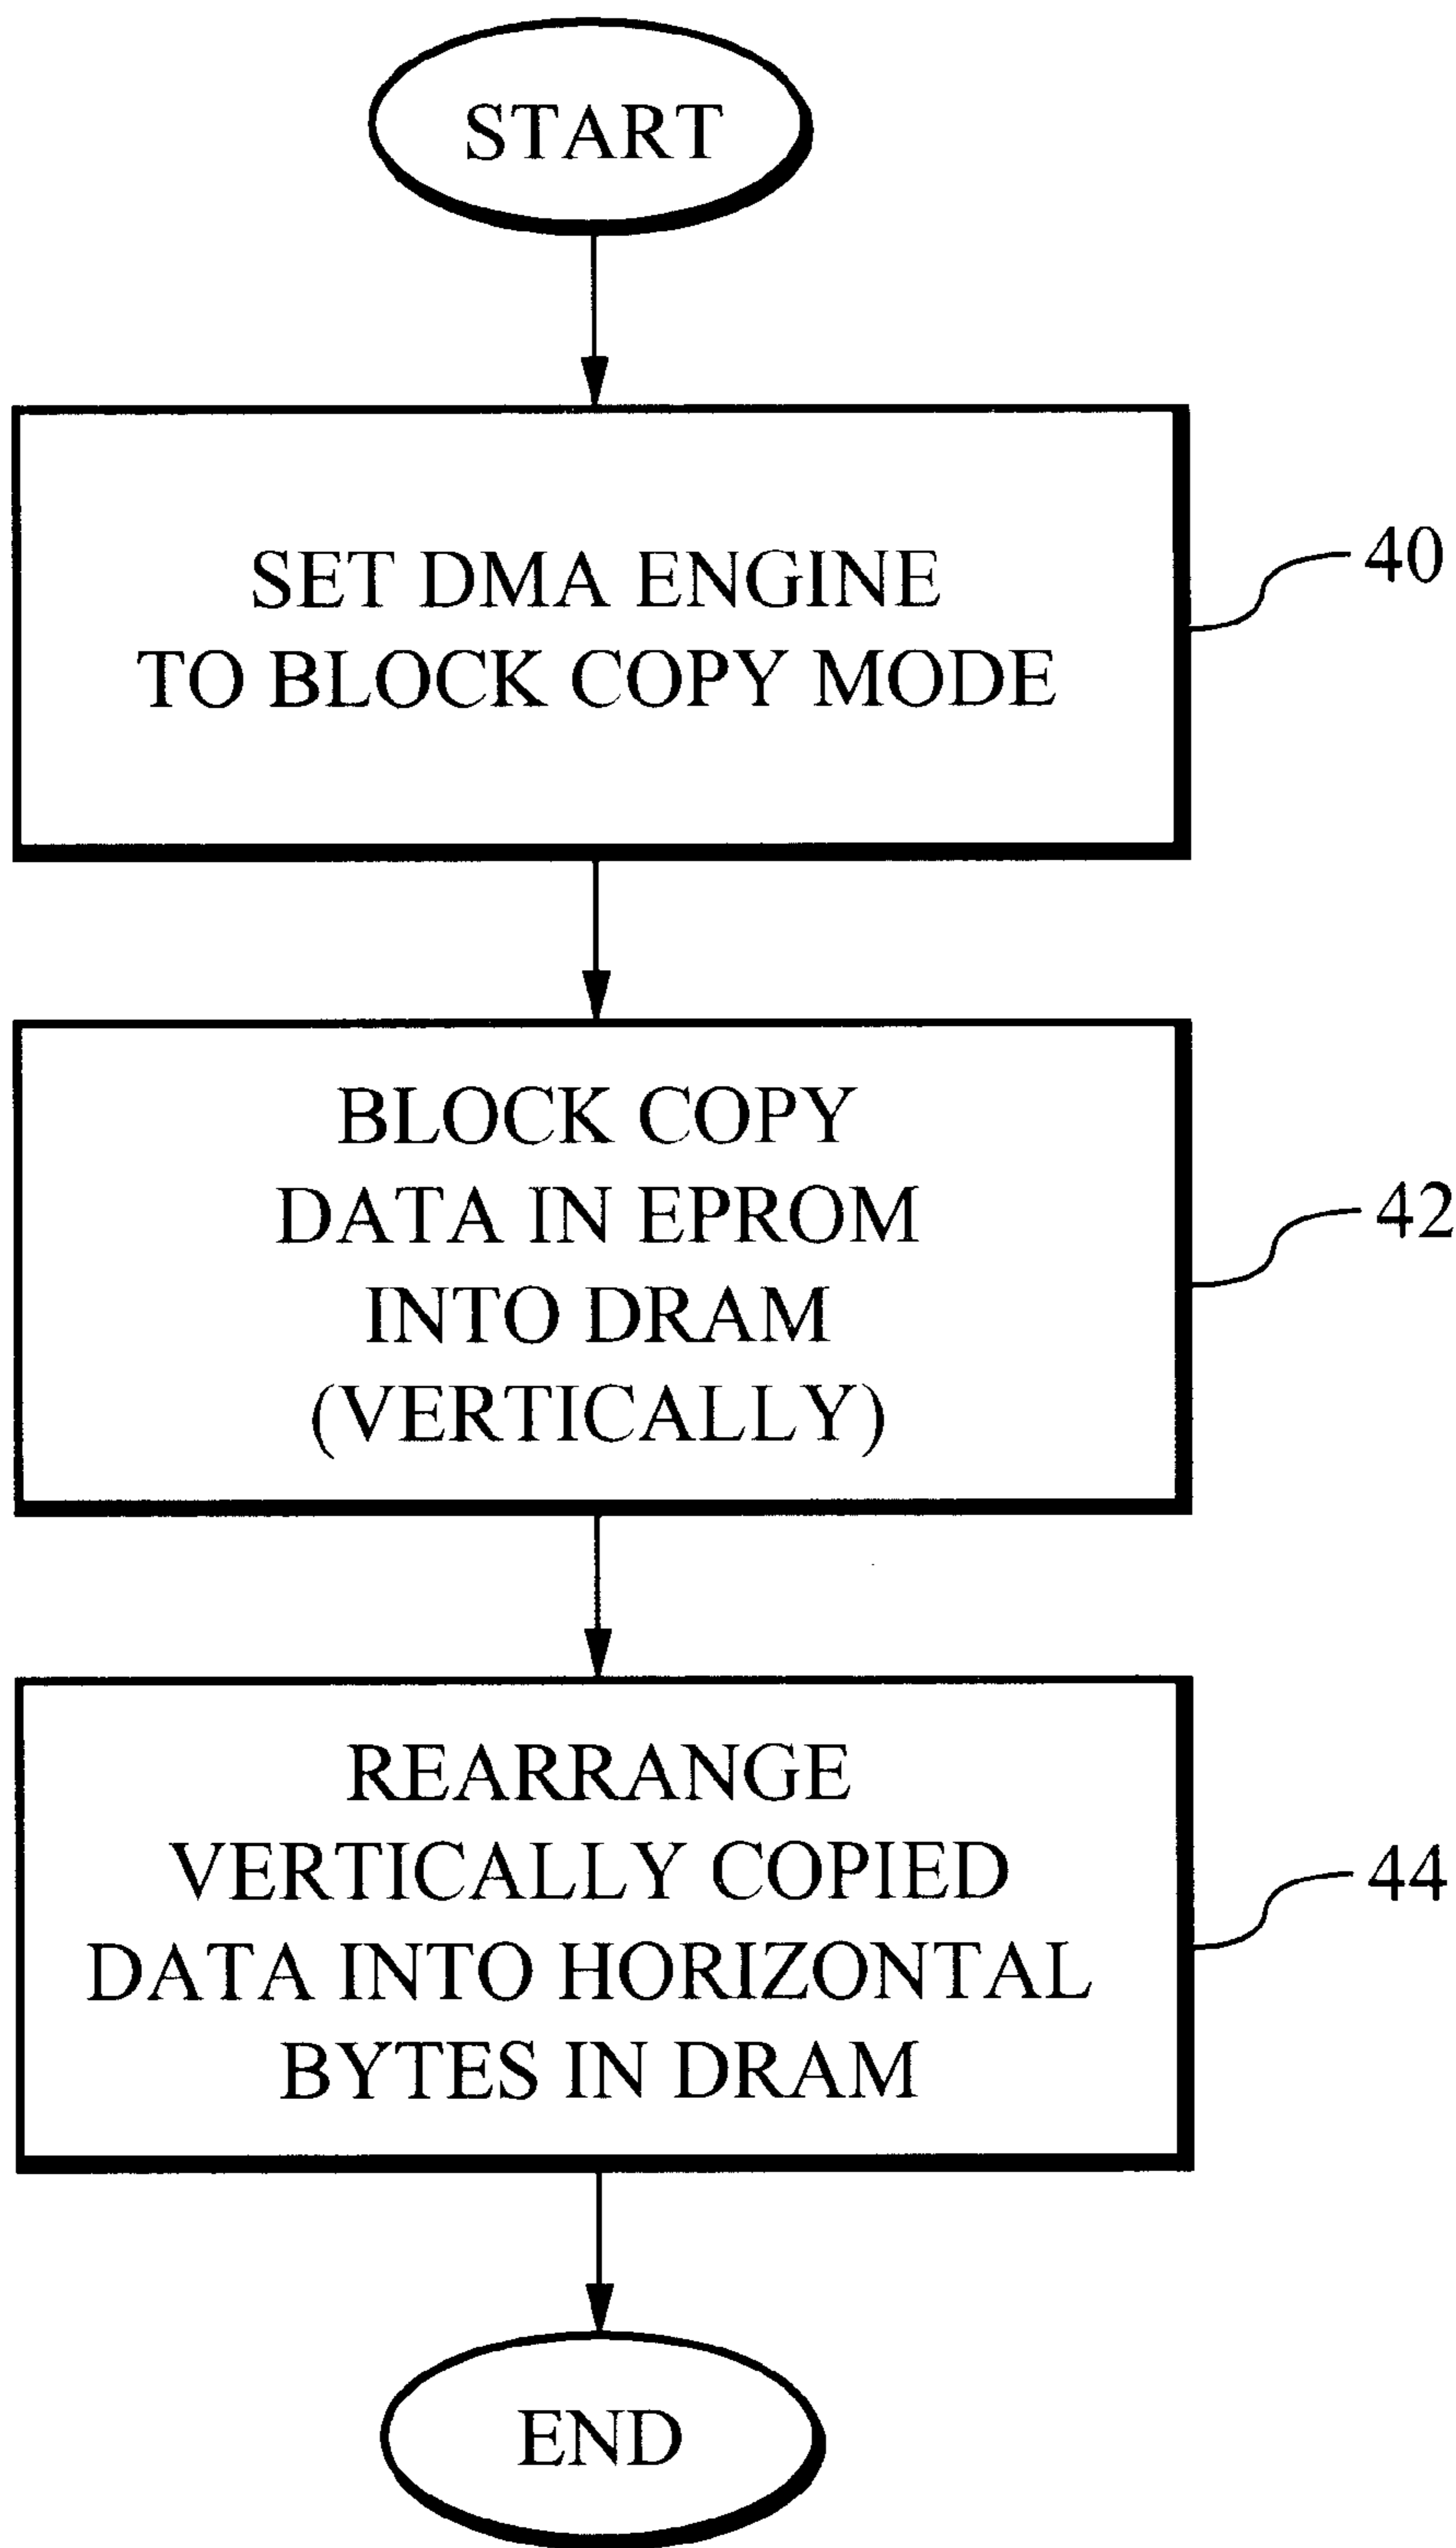 START
SET DMA ENGINE
TO BLOCK COPY MODE
40
BLOCK COPY
DATA IN EPROM
INTO DRAM
(VERTICALLY)
42
REARRANGE
VERTICALLY COPIED
DATA INTO HORIZONTAL
BYTES IN DRAM
44
END